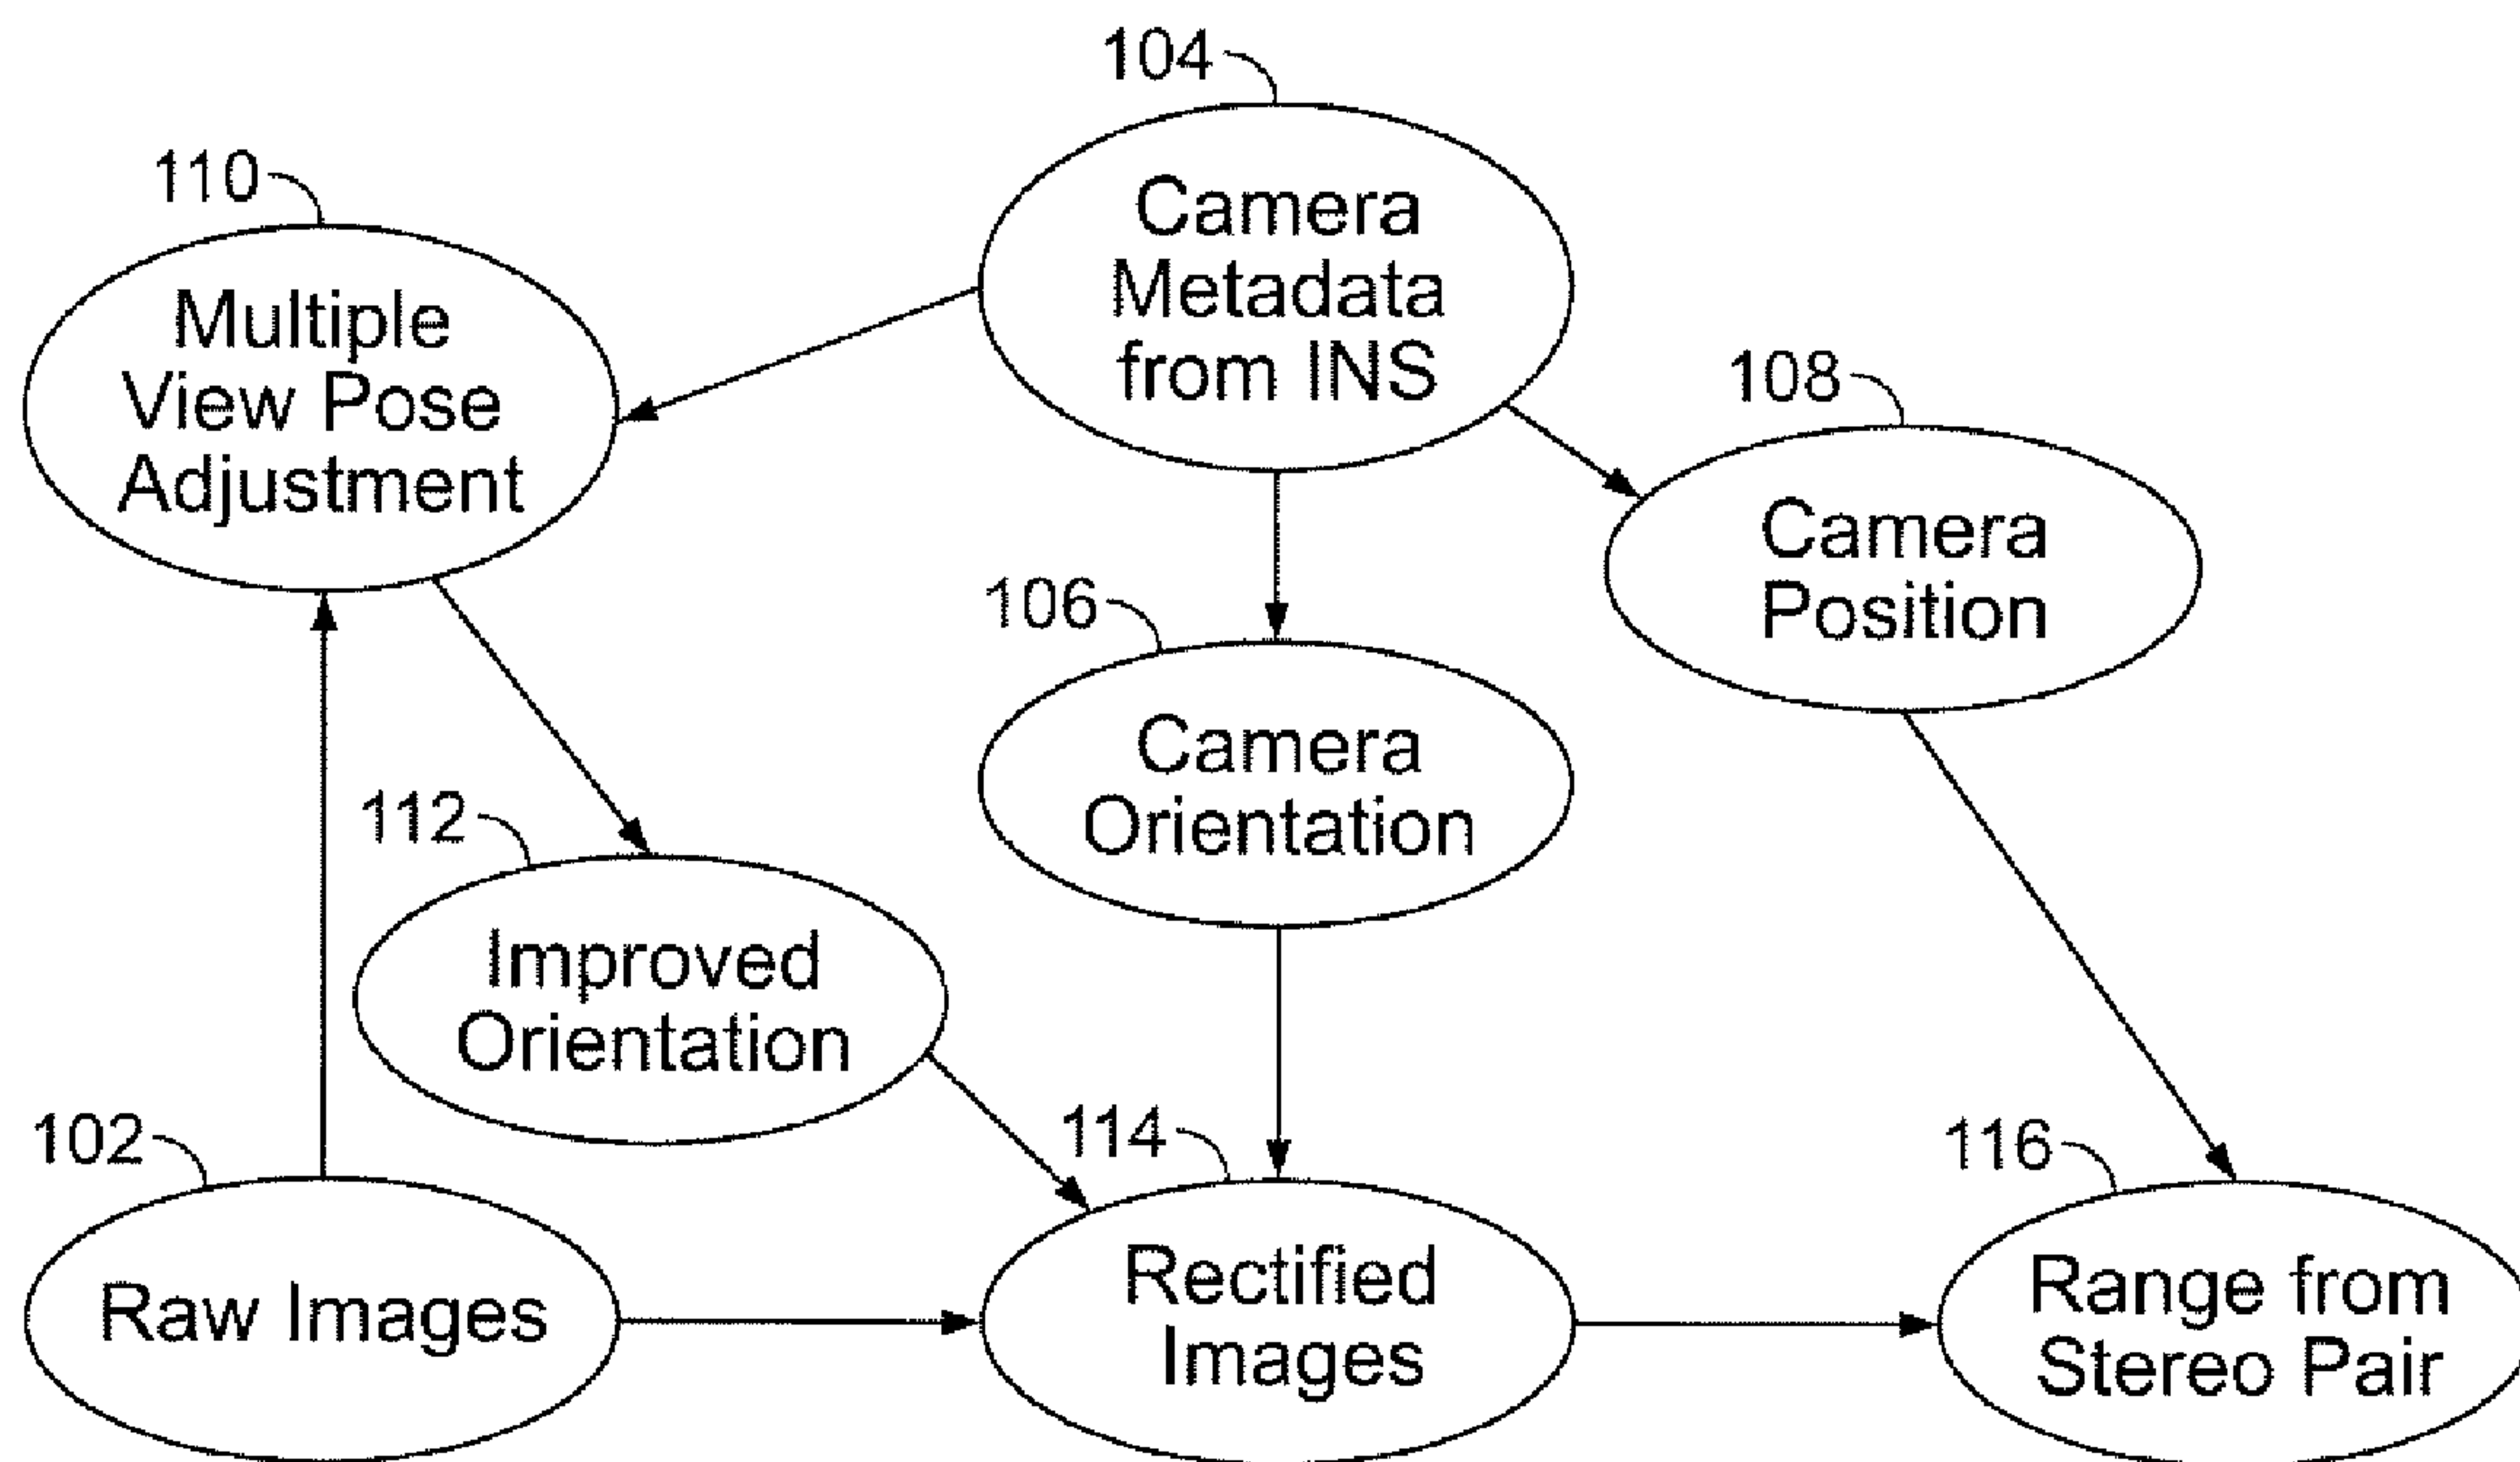 104
Camera
Metadata
from INS
110
Multiple
View Pose
Adjustment
108
Camera
Position
106
Camera
Orientation
112
Improved
Orientation
102
Raw Images
114
Rectified
Images
116
Range from
Stereo Pair